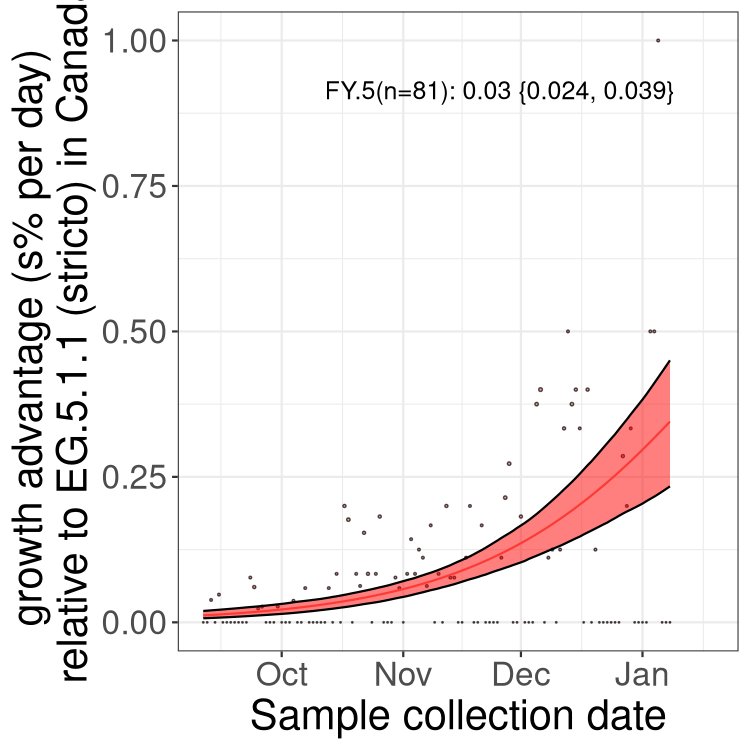 growth advantage (s% per day)
relative to EG.5.1.1 (stricto) in Canada
1.00
FY.5(n=81): 0.03 {0.024, 0.039}
0.75
0.50
0.25
0.00
Oct Nov Dec Jan
Sample collection date